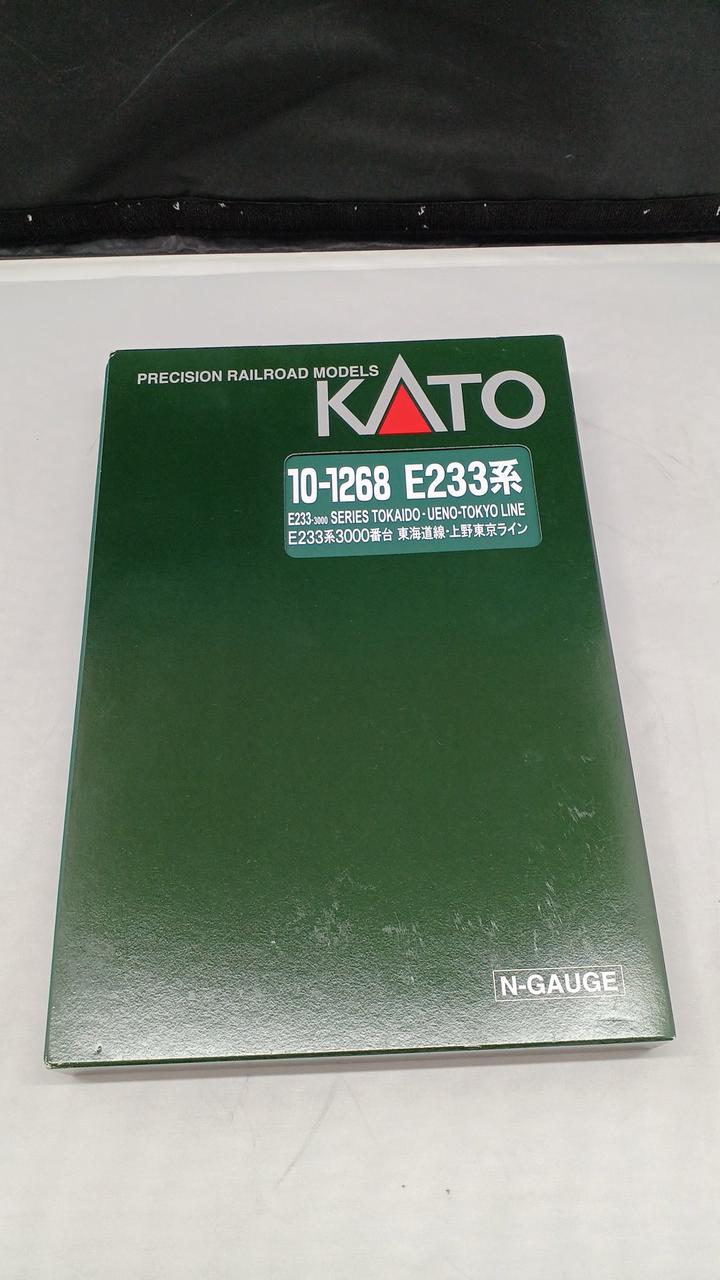 PRECISION RAILROAD MODELS
KATO
10-1268 E233系
E233-3000 SERIES TOKAIDO - UENO-TOKYO LINE
E233系3000番台 東海道線・上野東京ライン
N-GAUGE